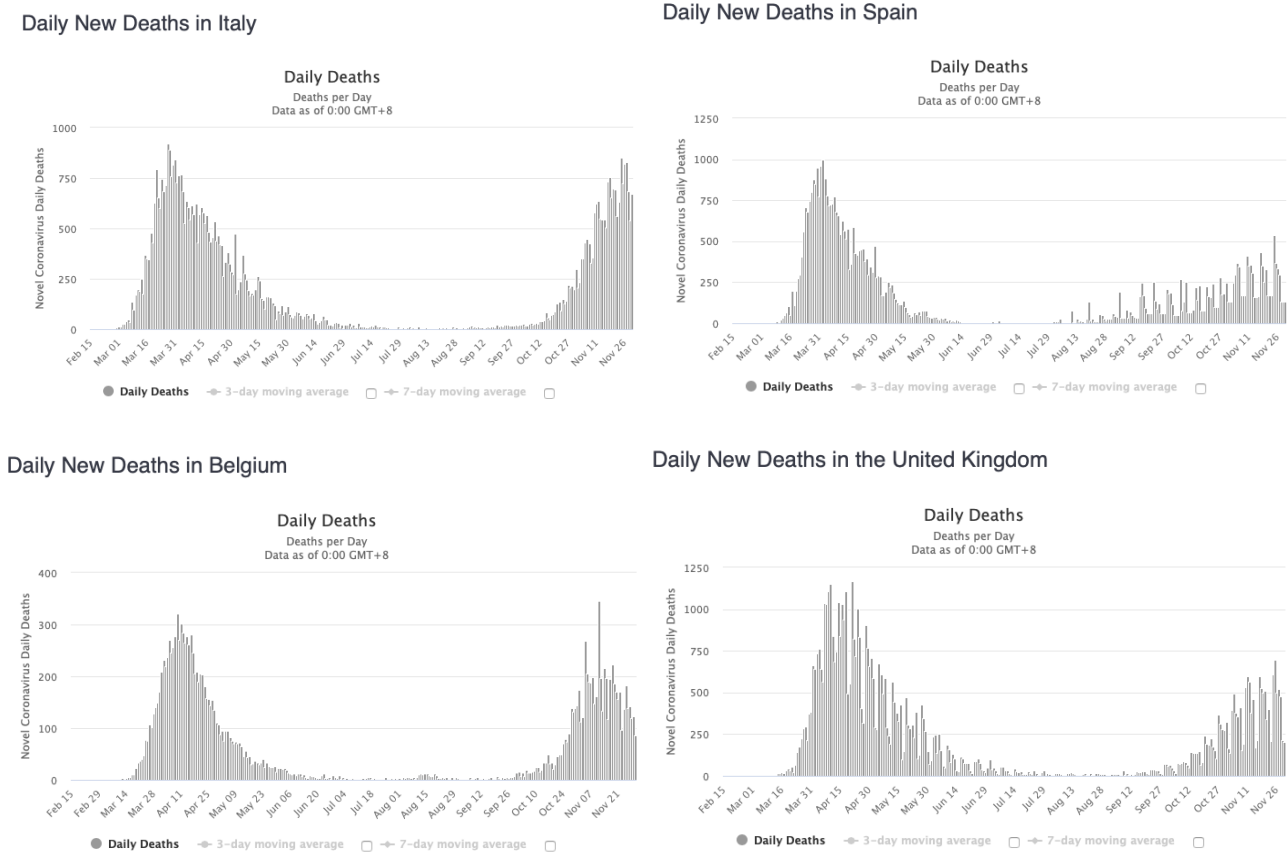 Daily New Deaths in Italy
Daily Deaths
Deaths per Day
Data as of 0:00 GMT+8
Novel Coronavirus Daily Deaths
1000
750
500
250
0
Feb 15
Mar 01
Mar 16
Mar 31
Apr 15
Apr 30
May 15
May 30
Jun 14
Jun 29
Jul 14
Jul 29
Aug 13
Aug 28
Sep 12
Sep 27
Oct 12
Oct 27
Nov 11
Nov 26
Daily Deaths 3-day moving average 7-day moving average
Daily New Deaths in Spain
Daily Deaths
Deaths per Day
Data as of 0:00 GMT+8
Novel Coronavirus Daily Deaths
1250
1000
750
500
250
0
Feb 15
Mar 01
Mar 16
Mar 31
Apr 15
Apr 30
May 15
May 30
Jun 14
Jun 29
Jul 14
Jul 29
Aug 13
Aug 28
Sep 12
Sep 27
Oct 12
Oct 27
Nov 11
Nov 26
Daily Deaths 3-day moving average 7-day moving average
Daily New Deaths in Belgium
Daily Deaths
Deaths per Day
Data as of 0:00 GMT+8
Novel Coronavirus Daily Deaths
400
300
200
100
0
Feb 15
Feb 29
Mar 14
Mar 28
Apr 11
Apr 25
May 09
May 23
Jun 06
Jun 20
Jul 04
Jul 18
Aug 01
Aug 15
Aug 29
Sep 12
Sep 26
Oct 10
Oct 24
Nov 07
Nov 21
Daily Deaths 3-day moving average 7-day moving average
Daily New Deaths in the United Kingdom
Daily Deaths
Deaths per Day
Data as of 0:00 GMT+8
Novel Coronavirus Daily Deaths
1250
1000
750
500
250
0
Feb 15
Mar 01
Mar 16
Mar 31
Apr 15
Apr 30
May 15
May 30
Jun 14
Jun 29
Jul 14
Jul 29
Aug 13
Aug 28
Sep 12
Sep 27
Oct 12
Oct 27
Nov 11
Nov 26
Daily Deaths 3-day moving average 7-day moving average